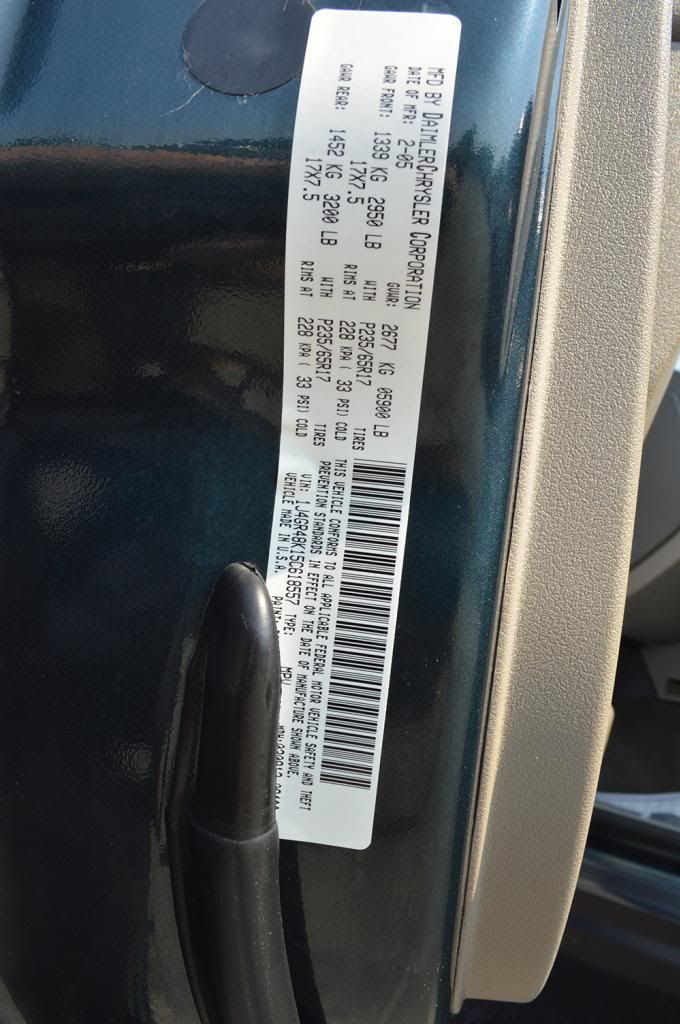 MFD BY DAIMLERCHRYSLER CORPORATION
DATE OF MFR: 2-05 GVWR: 2677 KG 05900 LB
GAWR FRONT: 1339 KG 2950 LB WITH P235/65R17 TIRES
17X7.5 RIMS AT 228 KPA ( 33 PSI) COLD
GAWR REAR: 1452 KG 3200 LB WITH P235/65R17 TIRES
17X7.5 RIMS AT 228 KPA ( 33 PSI) COLD
THIS VEHICLE CONFORMS TO ALL APPLICABLE FEDERAL MOTOR VEHICLE SAFETY AND THEFT
PREVENTION STANDARDS IN EFFECT ON THE DATE OF MANUFACTURE SHOWN ABOVE.
VIN: 1J4GR48K15C618557 TYPE: MPV
VEHICLE MADE IN U.S.A. PAINT: